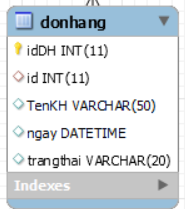 donhang
idDH INT(11)
id INT(11)
TenKH VARCHAR(50)
ngay DATETIME
trangthai VARCHAR(20)
Indexes